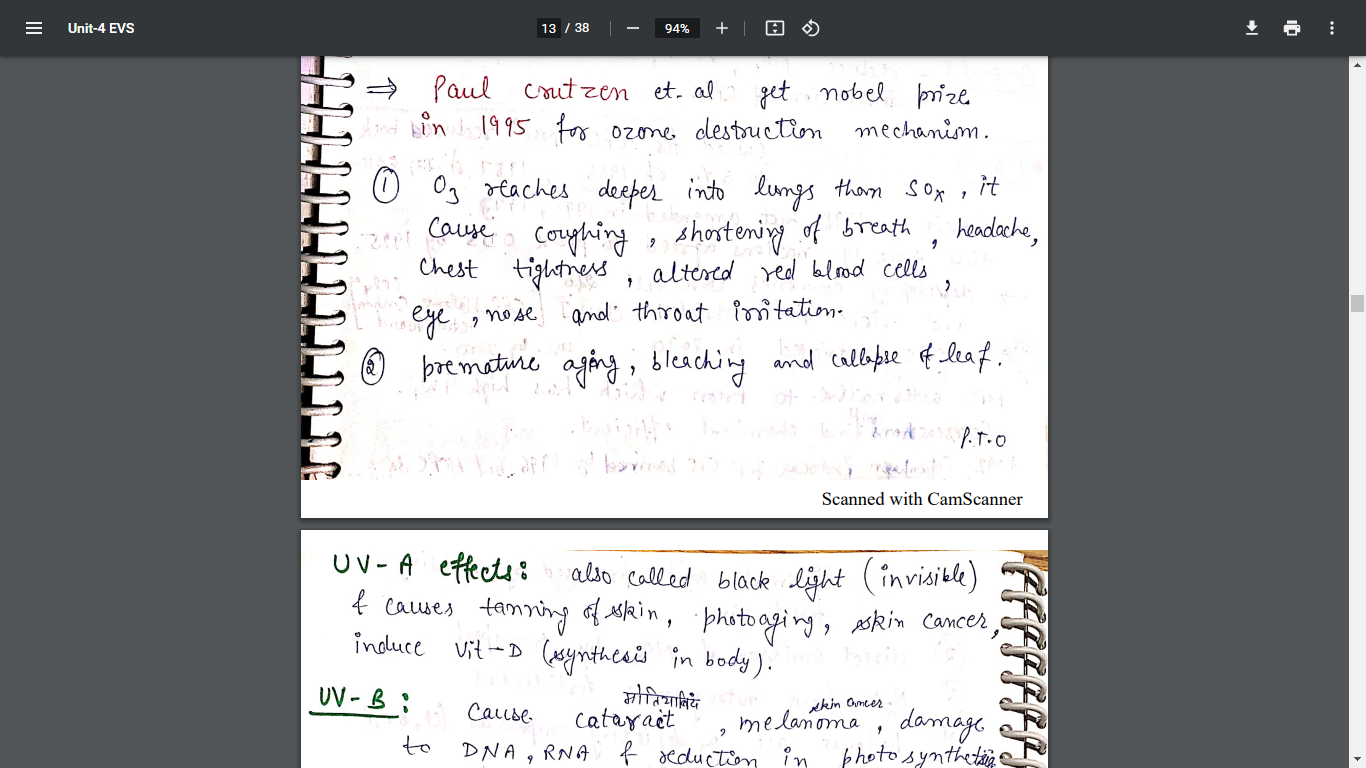 Unit-4 EVS
13 / 38
94%
⇒ Paul Crutzen et. al get nobel prize
in 1995 for ozone destruction mechanism.
① O3 reaches deeper into lungs than SOx, it
cause coughing, shortening of breath, headache,
chest tightness, altered red blood cells,
eye, nose and throat irritation.
② premature aging, bleaching and collapse of leaf.
P.T.O
Scanned with CamScanner
UV-A effects: also called black light (invisible)
& causes tanning of skin, photoaging, skin cancer,
induce Vit-D (synthesis in body).
मोतियाबिंद skin cancer
UV-B: cause cataract, melanoma, damage
to DNA, RNA & reduction in photosynthesis